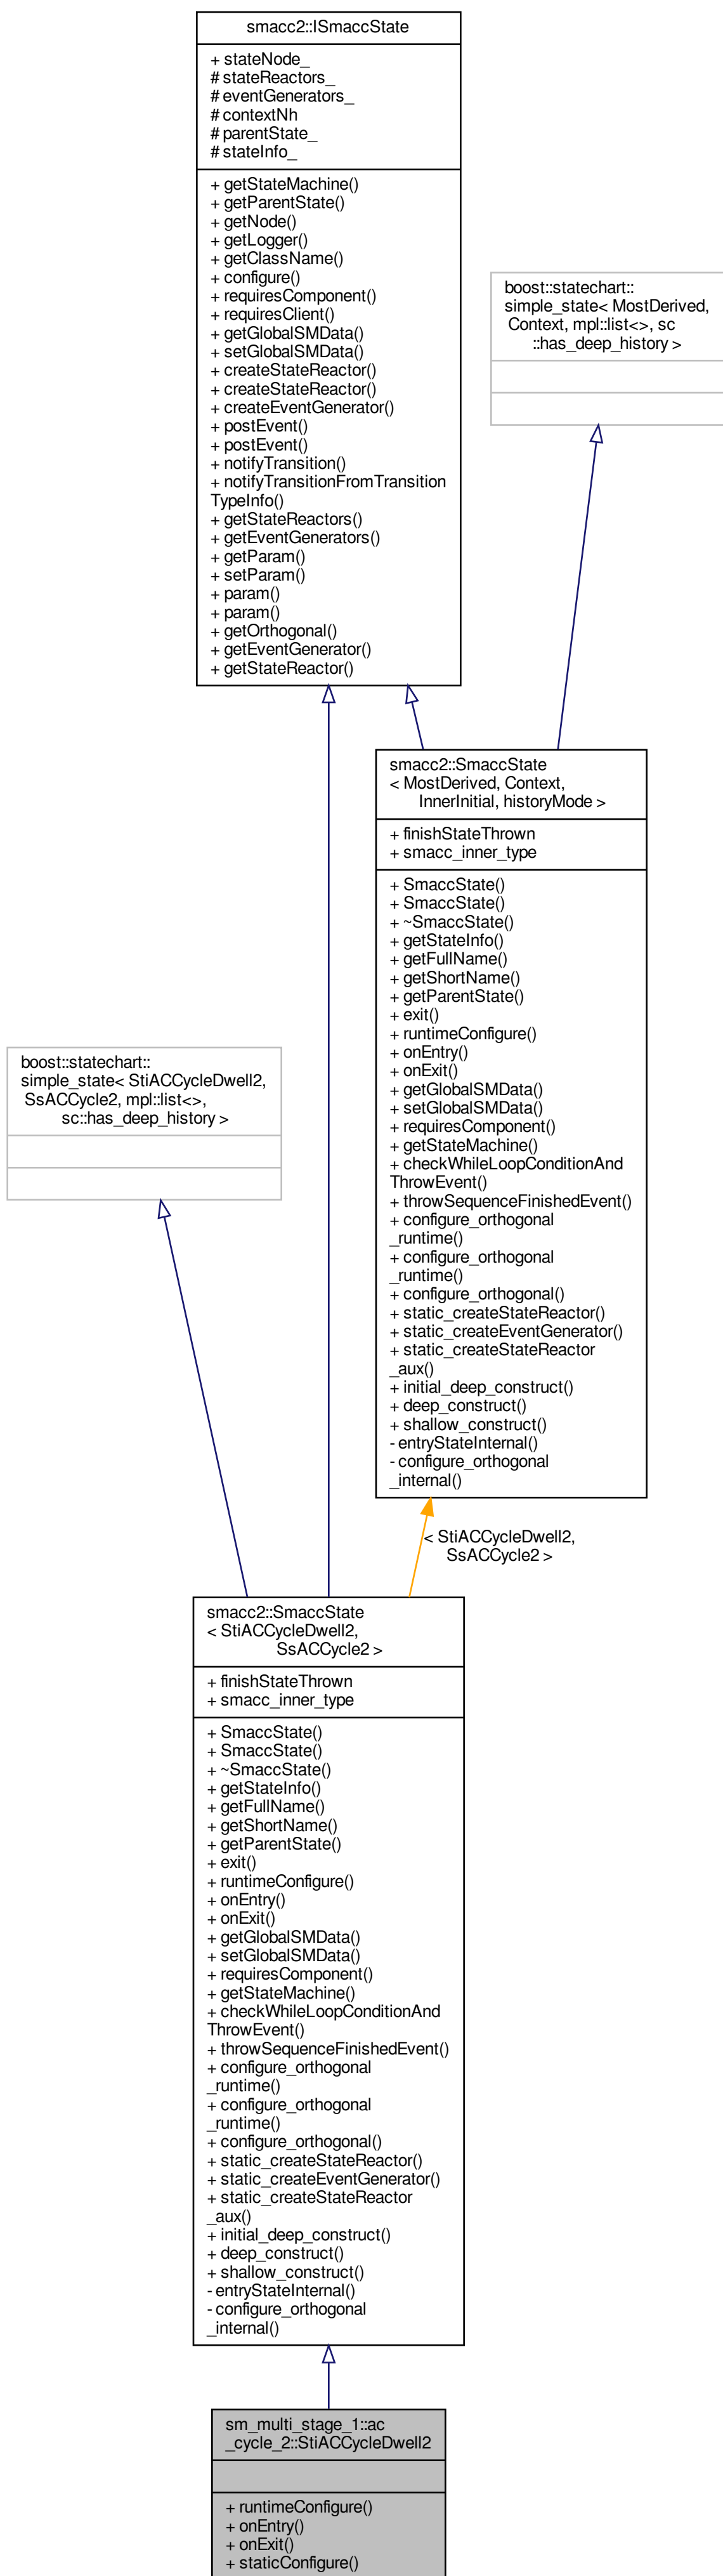 smacc2::ISmaccState
+ stateNode_
# stateReactors_
# eventGenerators_
# contextNh
# parentState_
# stateInfo_
+ getStateMachine()
+ getParentState()
+ getNode()
+ getLogger()
+ getClassName()
+ configure()
+ requiresComponent()
+ requiresClient()
+ getGlobalSMData()
+ setGlobalSMData()
+ createStateReactor()
+ createStateReactor()
+ createEventGenerator()
+ postEvent()
+ postEvent()
+ notifyTransition()
+ notifyTransitionFromTransition
TypeInfo()
+ getStateReactors()
+ getEventGenerators()
+ getParam()
+ setParam()
+ param()
+ param()
+ getOrthogonal()
+ getEventGenerator()
+ getStateReactor()
boost::statechart::
simple_state< MostDerived,
Context, mpl::list<>, sc
::has_deep_history >
smacc2::SmaccState
< MostDerived, Context,
InnerInitial, historyMode >
+ finishStateThrown
+ smacc_inner_type
+ SmaccState()
+ SmaccState()
+ ~SmaccState()
+ getStateInfo()
+ getFullName()
+ getShortName()
+ getParentState()
+ exit()
+ runtimeConfigure()
+ onEntry()
+ onExit()
+ getGlobalSMData()
+ setGlobalSMData()
+ requiresComponent()
+ getStateMachine()
+ checkWhileLoopConditionAnd
ThrowEvent()
+ throwSequenceFinishedEvent()
+ configure_orthogonal
_runtime()
+ configure_orthogonal
_runtime()
+ configure_orthogonal()
+ static_createStateReactor()
+ static_createEventGenerator()
+ static_createStateReactor
_aux()
+ initial_deep_construct()
+ deep_construct()
+ shallow_construct()
- entryStateInternal()
- configure_orthogonal
_internal()
boost::statechart::
simple_state< StiACCycleDwell2,
SsACCycle2, mpl::list<>,
sc::has_deep_history >
< StiACCycleDwell2,
SsACCycle2 >
smacc2::SmaccState
< StiACCycleDwell2,
SsACCycle2 >
+ finishStateThrown
+ smacc_inner_type
+ SmaccState()
+ SmaccState()
+ ~SmaccState()
+ getStateInfo()
+ getFullName()
+ getShortName()
+ getParentState()
+ exit()
+ runtimeConfigure()
+ onEntry()
+ onExit()
+ getGlobalSMData()
+ setGlobalSMData()
+ requiresComponent()
+ getStateMachine()
+ checkWhileLoopConditionAnd
ThrowEvent()
+ throwSequenceFinishedEvent()
+ configure_orthogonal
_runtime()
+ configure_orthogonal
_runtime()
+ configure_orthogonal()
+ static_createStateReactor()
+ static_createEventGenerator()
+ static_createStateReactor
_aux()
+ initial_deep_construct()
+ deep_construct()
+ shallow_construct()
- entryStateInternal()
- configure_orthogonal
_internal()
sm_multi_stage_1::ac
_cycle_2::StiACCycleDwell2
+ runtimeConfigure()
+ onEntry()
+ onExit()
+ staticConfigure()